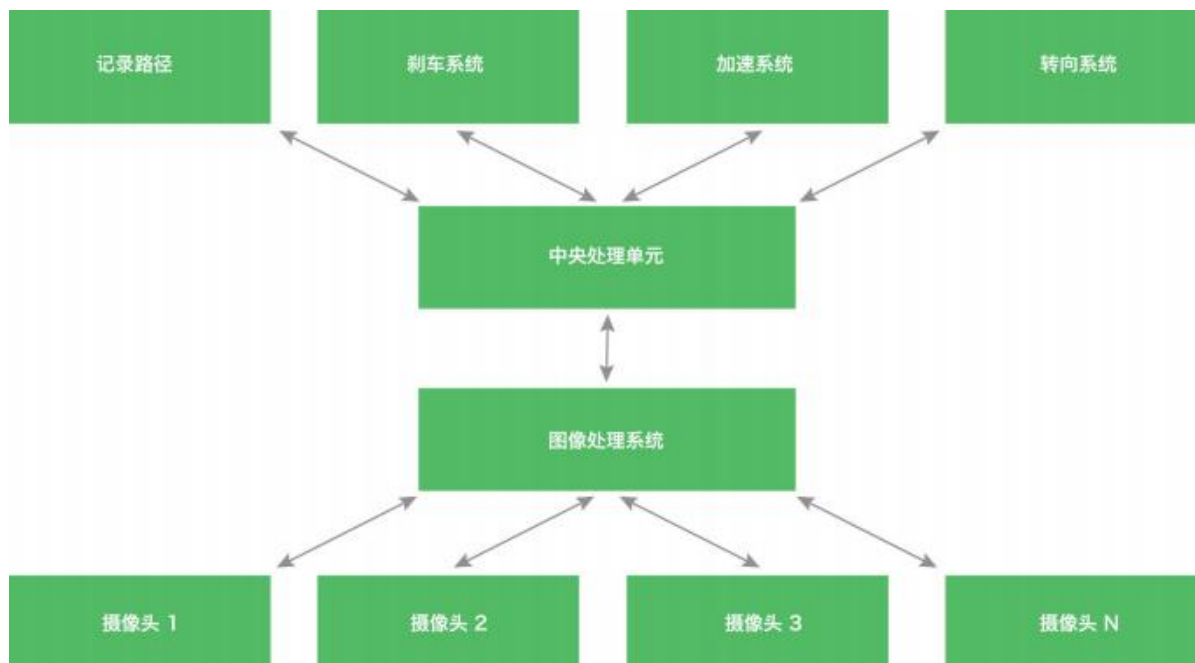 记录路径
刹车系统
加速系统
转向系统
中央处理单元
图像处理系统
摄像头 1
摄像头 2
摄像头 3
摄像头 N